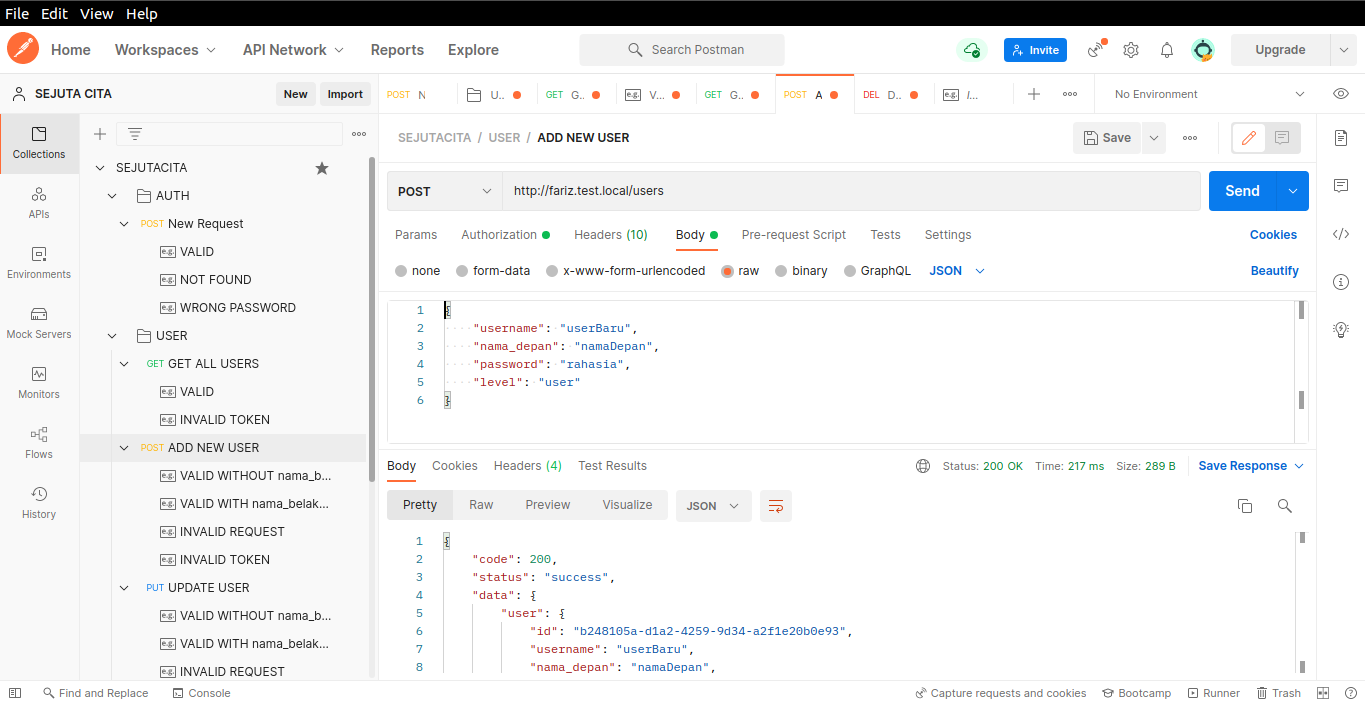 File Edit View Help
Home Workspaces API Network Reports Explore Search Postman Invite Upgrade
SEJUTA CITA New Import
POST N U.. GET G.. e.g. V... GET G.. POST A DEL D.. e.g. I... No Environment
Collections
APIs
Environments
Mock Servers
Monitors
Flows
History
SEJUTACITA
AUTH
POST New Request
e.g. VALID
e.g. NOT FOUND
e.g. WRONG PASSWORD
USER
GET GET ALL USERS
e.g. VALID
e.g. INVALID TOKEN
POST ADD NEW USER
e.g. VALID WITHOUT nama_b...
e.g. VALID WITH nama_belak...
e.g. INVALID REQUEST
e.g. INVALID TOKEN
PUT UPDATE USER
e.g. VALID WITHOUT nama_b...
e.g. VALID WITH nama_belak...
e.g. INVALID REQUEST
SEJUTACITA / USER / ADD NEW USER Save
POST http://fariz.test.local/users Send
Params Authorization Headers (10) Body Pre-request Script Tests Settings Cookies
none form-data x-www-form-urlencoded raw binary GraphQL JSON Beautify
1 {
2 "username": "userBaru",
3 "nama_depan": "namaDepan",
4 "password": "rahasia",
5 "level": "user"
6 }
Body Cookies Headers (4) Test Results Status: 200 OK Time: 217 ms Size: 289 B Save Response
Pretty Raw Preview Visualize JSON
1 {
2 "code": 200,
3 "status": "success",
4 "data": {
5 "user": {
6 "id": "b248105a-d1a2-4259-9d34-a2f1e20b0e93",
7 "username": "userBaru",
8 "nama_depan": "namaDepan",
Find and Replace Console Capture requests and cookies Bootcamp Runner Trash